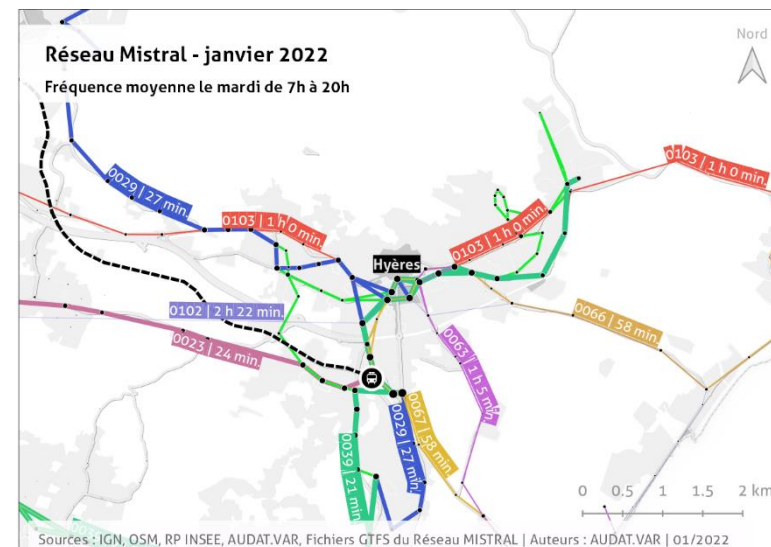 Réseau Mistral - janvier 2022
Fréquence moyenne le mardi de 7h à 20h
Nord
0029 | 27 min.
0103 | 1 h 0 min.
0103 | 1 h 0 min.
0103 | 1 h 0 min.
Hyères
0102 | 2 h 22 min.
0023 | 24 min.
0063 | 1 h 5 min
0066 | 58 min.
0067 | 58 min.
0029 | 27 min.
0039 | 21 min.
0 0.5 1 1.5 2 km
Sources : IGN, OSM, RP INSEE, AUDAT.VAR, Fichiers GTFS du Réseau MISTRAL | Auteurs : AUDAT.VAR | 01/2022